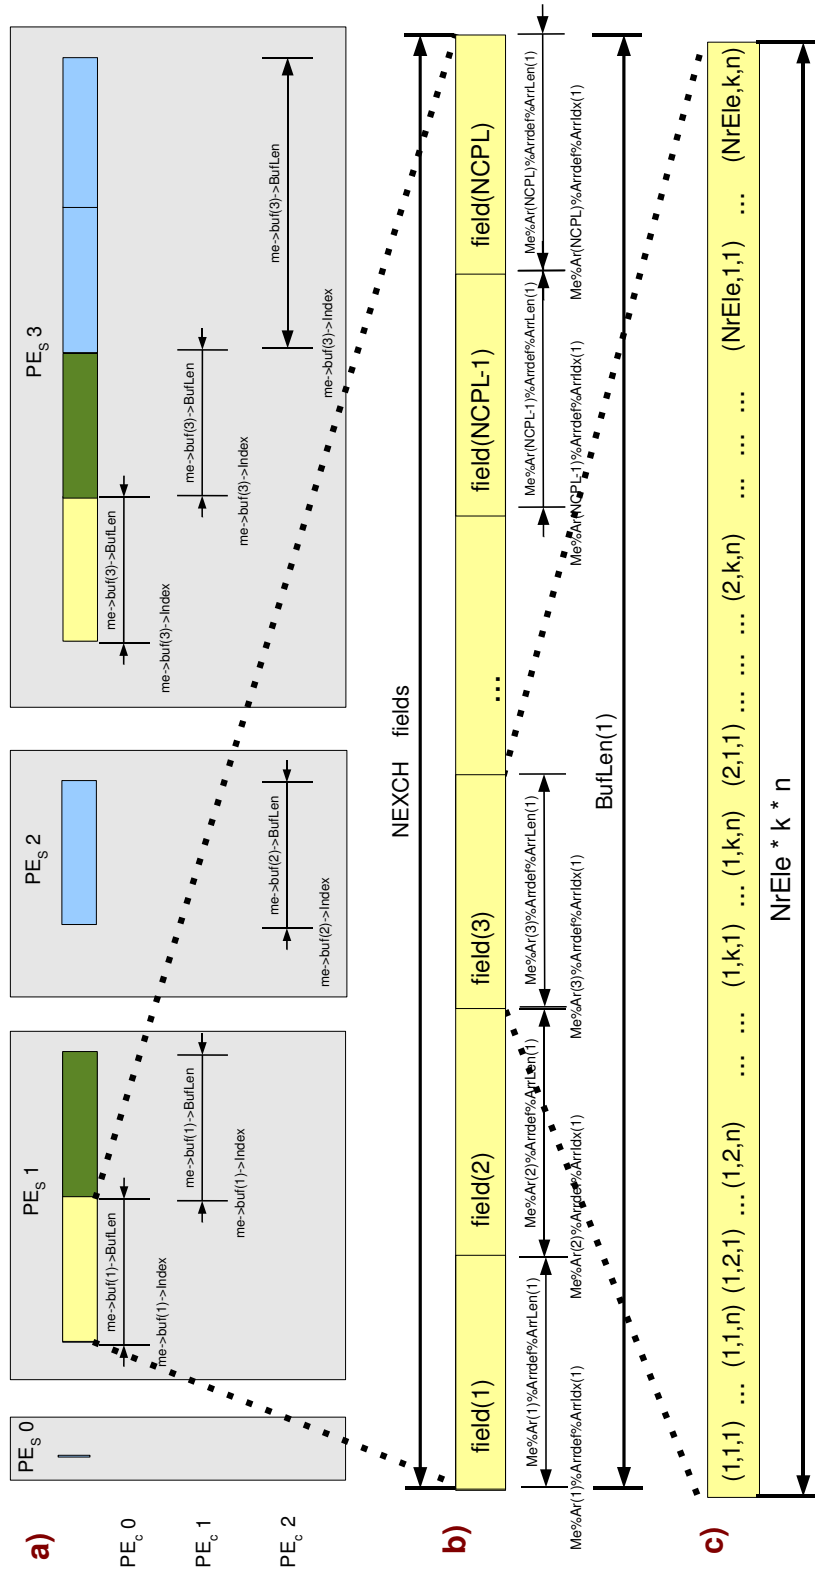 a)
PEs 0
PEs 1
PEs 2
PEs 3
PEc 0
me->buf(1)->BufLen
me->buf(1)->Index
me->buf(3)->BufLen
me->buf(3)->Index
PEc 1
me->buf(1)->BufLen
me->buf(1)->Index
me->buf(3)->BufLen
me->buf(3)->Index
PEc 2
me->buf(2)->BufLen
me->buf(2)->Index
me->buf(3)->BufLen
me->buf(3)->Index
b)
NEXCH fields
field(1)
field(2)
field(3)
...
field(NCPL-1)
field(NCPL)
Me%Ar(1)%Arrdef%ArrLen(1)
Me%Ar(2)%Arrdef%ArrLen(1)
Me%Ar(3)%Arrdef%ArrLen(1)
Me%Ar(NCPL-1)%Arrdef%ArrLen(1)
Me%Ar(NCPL)%Arrdef%ArrLen(1)
Me%Ar(1)%Arrdef%ArrIdx(1)
Me%Ar(2)%Arrdef%ArrIdx(1)
Me%Ar(3)%Arrdef%ArrIdx(1)
Me%Ar(NCPL-1)%Arrdef%ArrIdx(1)
Me%Ar(NCPL)%Arrdef%ArrIdx(1)
BufLen(1)
c)
(1,1,1) ... (1,1,n) (1,2,1) ... (1,2,n) ... ... (1,k,1) ... (1,k,n) (2,1,1) ... ... ... (2,k,n) ... ... ... (NrEle,1,1) ... (NrEle,k,n)
NrEle * k * n